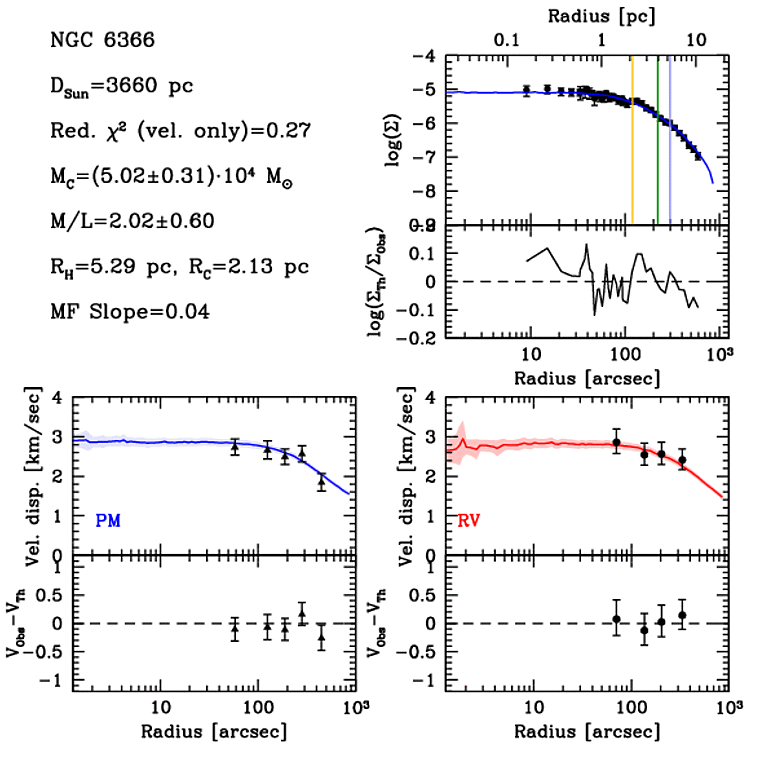 NGC 6366
D_Sun=3660 pc
Red. χ² (vel. only)=0.27
M_C=(5.02±0.31)·10⁴ M_⊙
M/L=2.02±0.60
R_H=5.29 pc, R_C=2.13 pc
MF Slope=0.04
Radius [pc]
0.1 1 10
log(Σ)
−4
−5
−6
−7
−8
0.2
0.1
0
−0.1
−0.2
log(Σ_Th/Σ_Obs)
10 100 10³
Radius [arcsec]
Vel. disp. [km/sec]
4
3
2
1
0
PM
V_Obs−V_Th
1
0.5
0
−0.5
−1
10 100 10³
Radius [arcsec]
Vel. disp. [km/sec]
4
3
2
1
0
RV
V_Obs−V_Th
1
0.5
0
−0.5
−1
10 100 10³
Radius [arcsec]